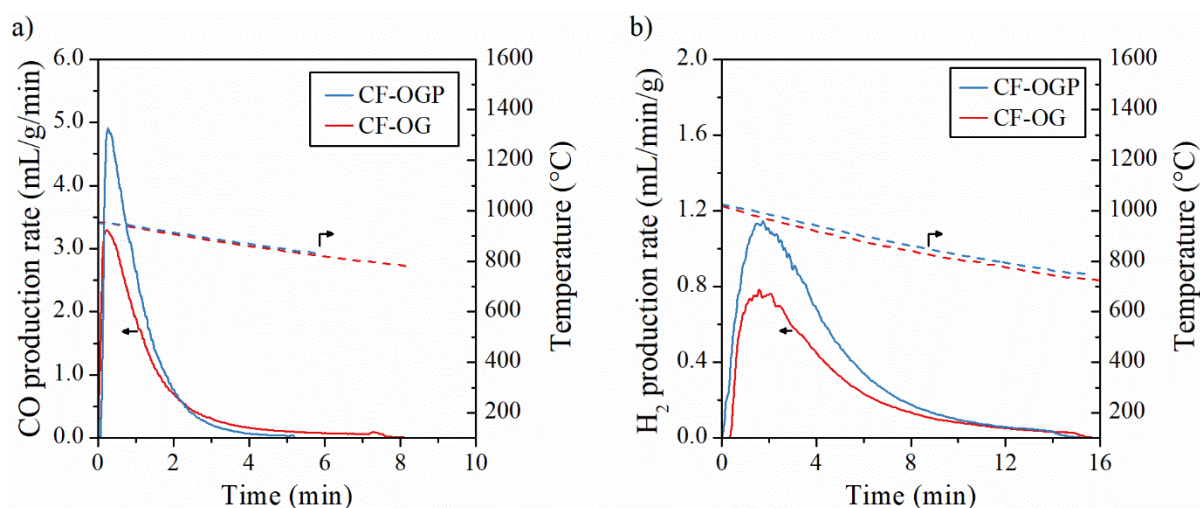 a)
CO production rate (mL/g/min)
6.0
5.0
4.0
3.0
2.0
1.0
0.0
CF-OGP
CF-OG
1600
1400
1200
1000
800
600
400
200
Temperature (°C)
0 2 4 6 8 10
Time (min)
b)
H₂ production rate (mL/min/g)
2.0
1.6
1.2
0.8
0.4
0.0
CF-OGP
CF-OG
1600
1400
1200
1000
800
600
400
200
Temperature (°C)
0 4 8 12 16
Time (min)